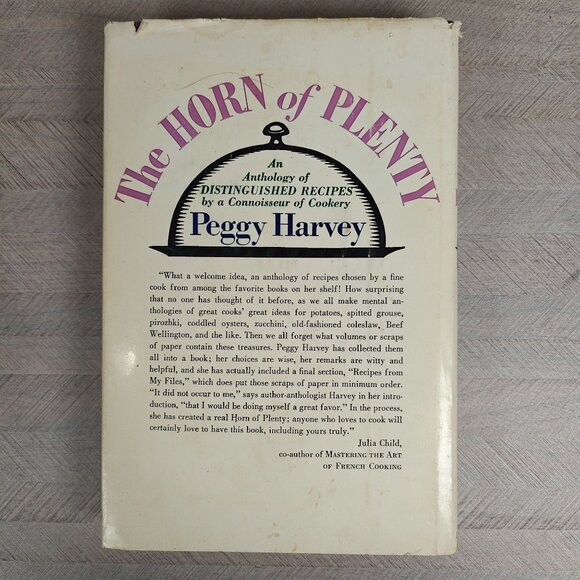 The HORN of PLENTY
An
Anthology of
DISTINGUISHED RECIPES
by a Connoisseur of Cookery
Peggy Harvey
"What a welcome idea, an anthology of recipes chosen by a fine
cook from among the favorite books on her shelf! How surprising
that no one has thought of it before, as we all make mental an-
thologies of great cooks' great ideas for potatoes, spitted grouse,
pirozhki, coddled oysters, zucchini, old-fashioned coleslaw, Beef
Wellington, and the like. Then we all forget what volumes or scraps
of paper contain these treasures. Peggy Harvey has collected them
all into a book; her choices are wise, her remarks are witty and
helpful, and she has actually included a final section, "Recipes from
My Files," which does put those scraps of paper in minimum order.
"It did not occur to me," says author-anthologist Harvey in her intro-
duction, "that I would be doing myself a great favor." In the process,
she has created a real Horn of Plenty; anyone who loves to cook will
certainly love to have this book, including yours truly."
Julia Child,
co-author of MASTERING THE ART
OF FRENCH COOKING